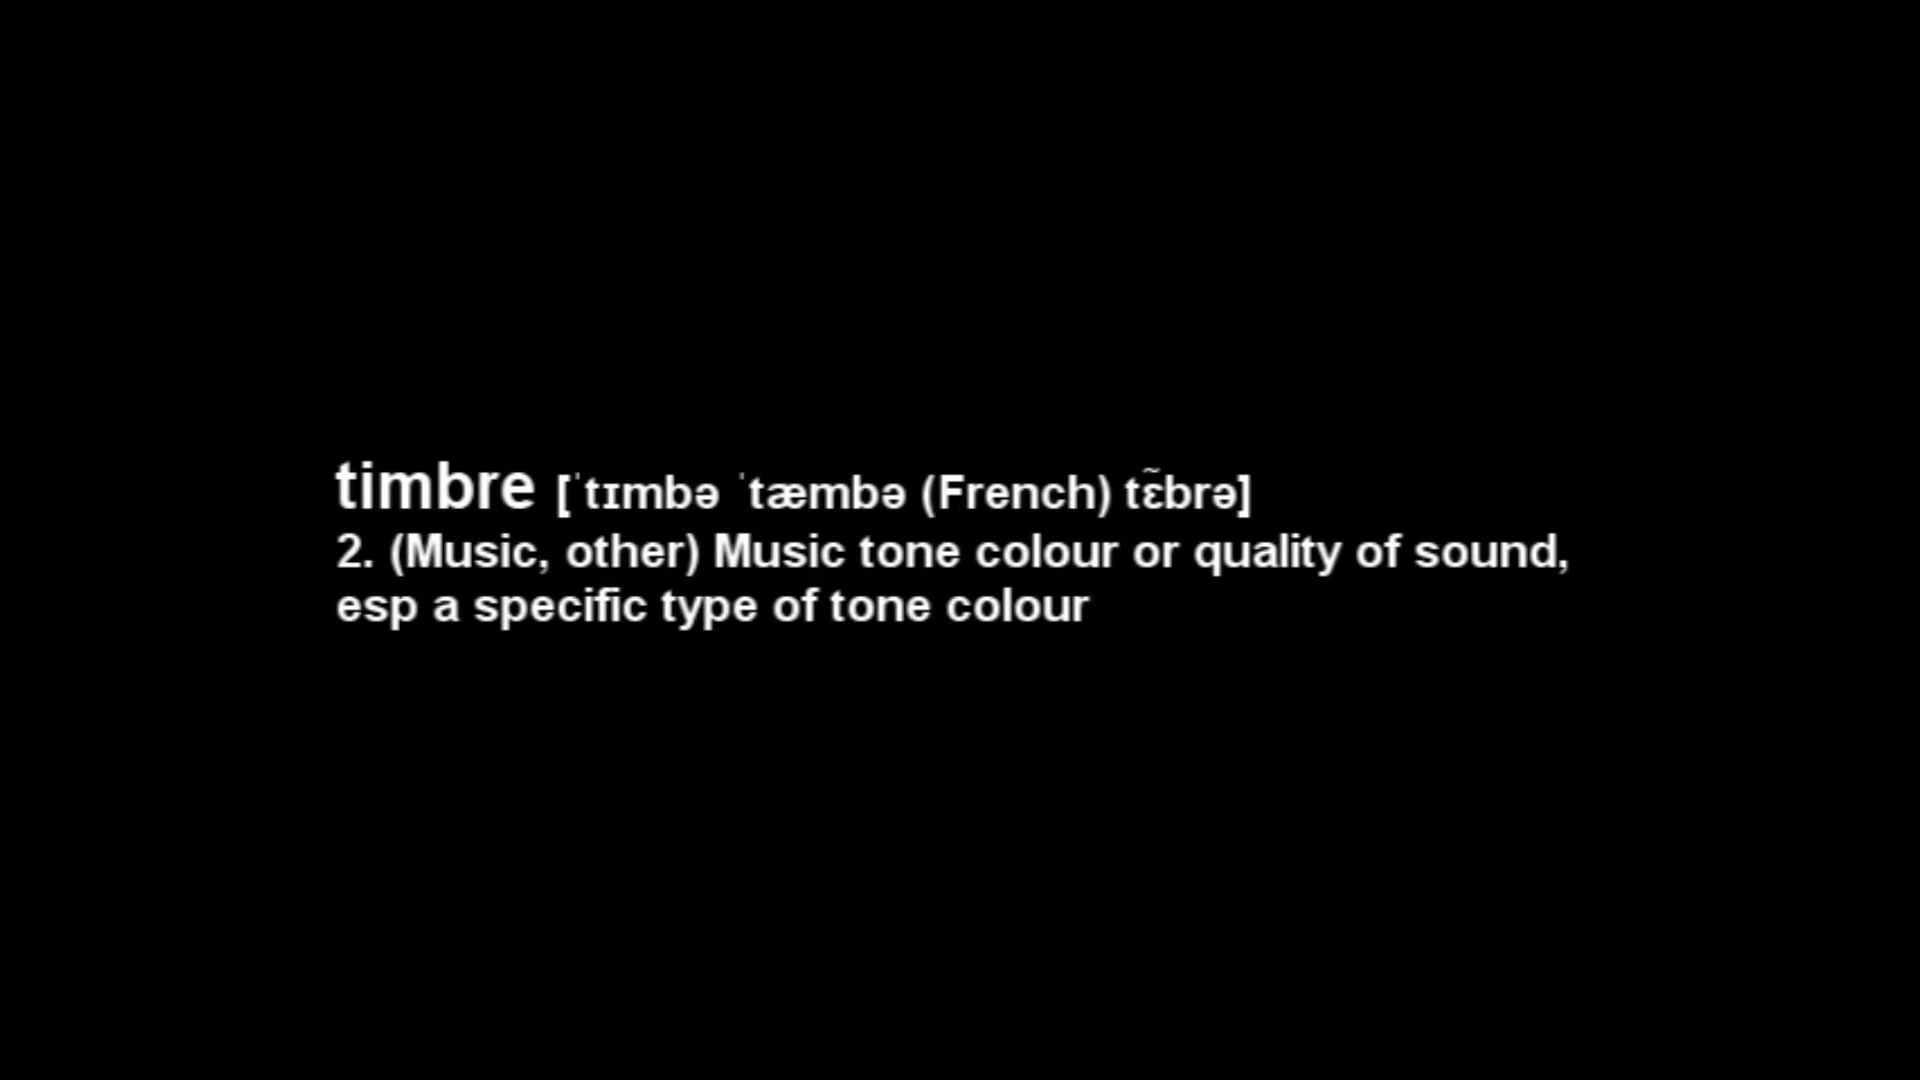 timbre [ˈtɪmbə ˈtæmbə (French) tɛ̃brə]
2. (Music, other) Music tone colour or quality of sound,
esp a specific type of tone colour